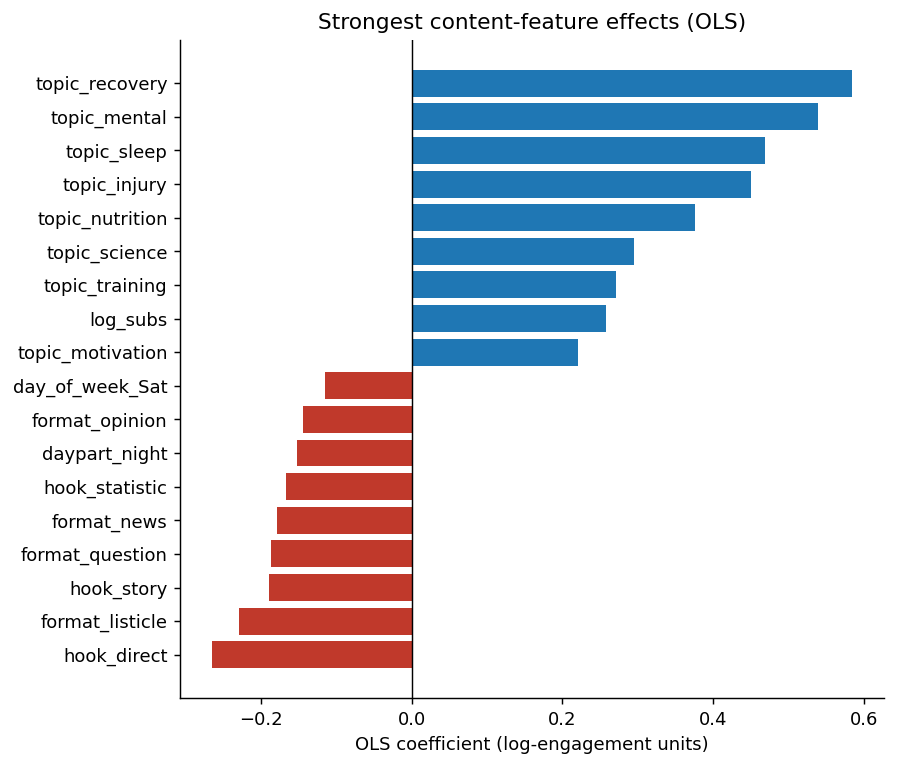 Strongest content-feature effects (OLS)
topic_recovery
topic_mental
topic_sleep
topic_injury
topic_nutrition
topic_science
topic_training
log_subs
topic_motivation
day_of_week_Sat
format_opinion
daypart_night
hook_statistic
format_news
format_question
hook_story
format_listicle
hook_direct
−0.2 0.0 0.2 0.4 0.6
OLS coefficient (log-engagement units)